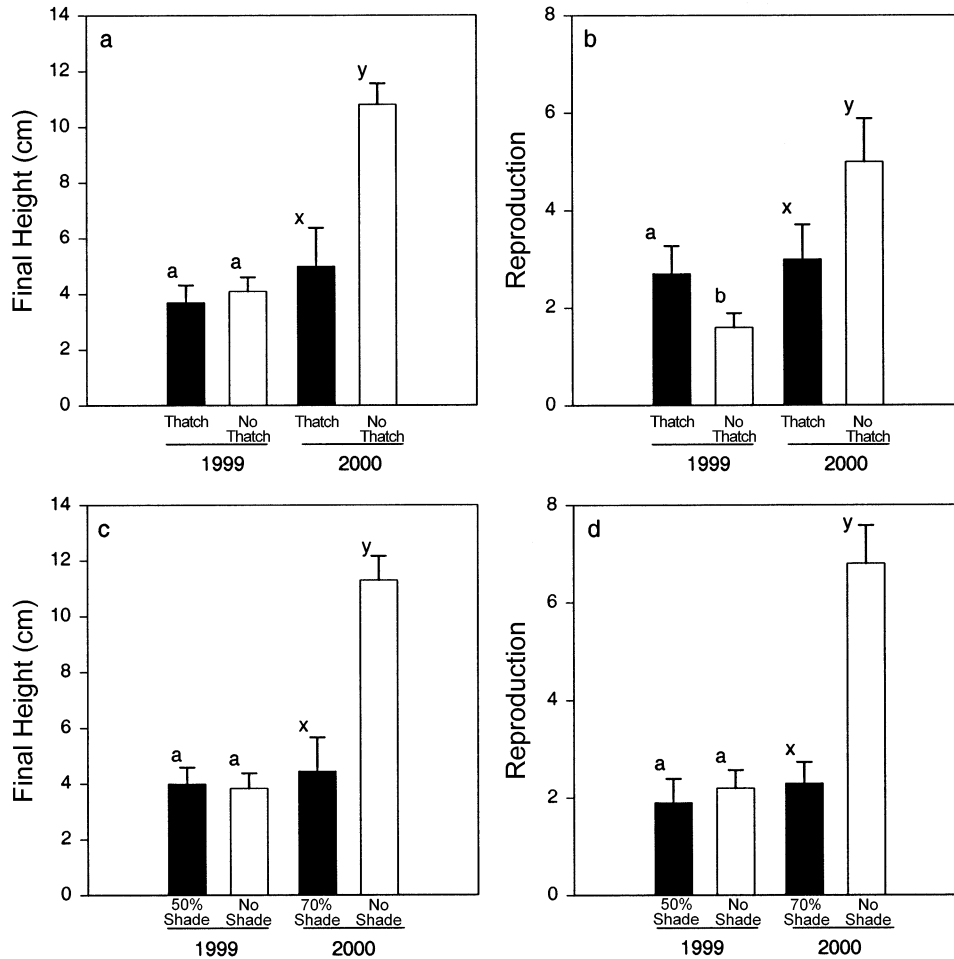 a
Final Height (cm)
14
12
10
8
6
4
2
0
a
a
x
y
Thatch
No
Thatch
Thatch
No
Thatch
1999
2000
b
Reproduction
8
6
4
2
0
a
b
x
y
Thatch
No
Thatch
Thatch
No
Thatch
1999
2000
c
Final Height (cm)
14
12
10
8
6
4
2
0
a
a
x
y
50%
Shade
No
Shade
70%
Shade
No
Shade
1999
2000
d
Reproduction
8
6
4
2
0
a
a
x
y
50%
Shade
No
Shade
70%
Shade
No
Shade
1999
2000